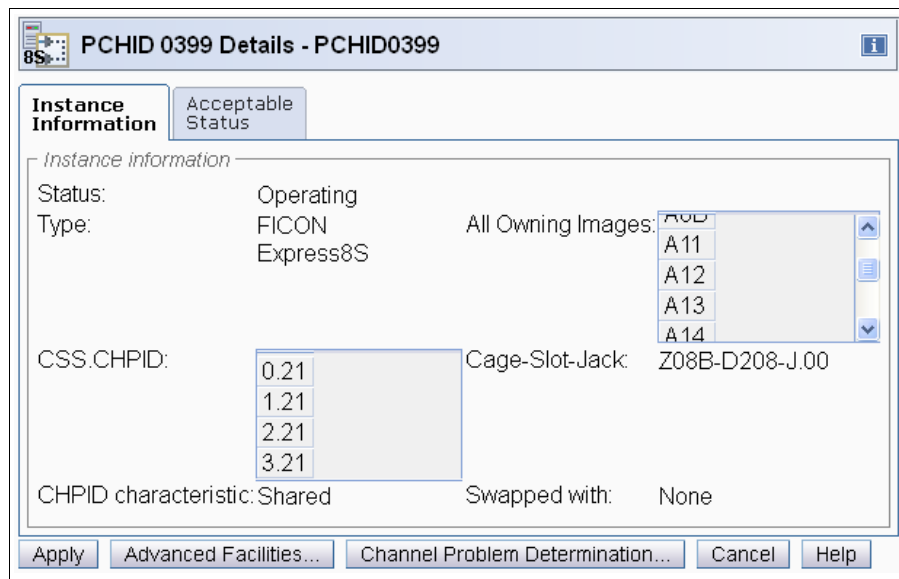 8S
PCHID 0399 Details - PCHID0399
i
Instance Information
Acceptable Status
Instance information
Status: Operating
Type: FICON Express8S
All Owning Images:
A11
A12
A13
A14
CSS.CHPID:
0.21
1.21
2.21
3.21
Cage-Slot-Jack: Z08B-D208-J.00
CHPID characteristic: Shared
Swapped with: None
Apply
Advanced Facilities...
Channel Problem Determination...
Cancel
Help